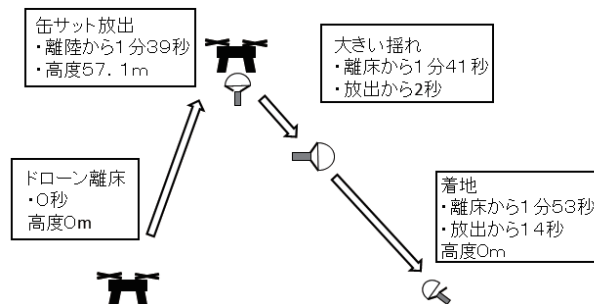 缶サット放出
・離陸から1分39秒
・高度57.1m
大きい揺れ
・離床から1分41秒
・放出から2秒
ドローン離床
・0秒
高度0m
着地
・離床から1分53秒
・放出から14秒
高度0m